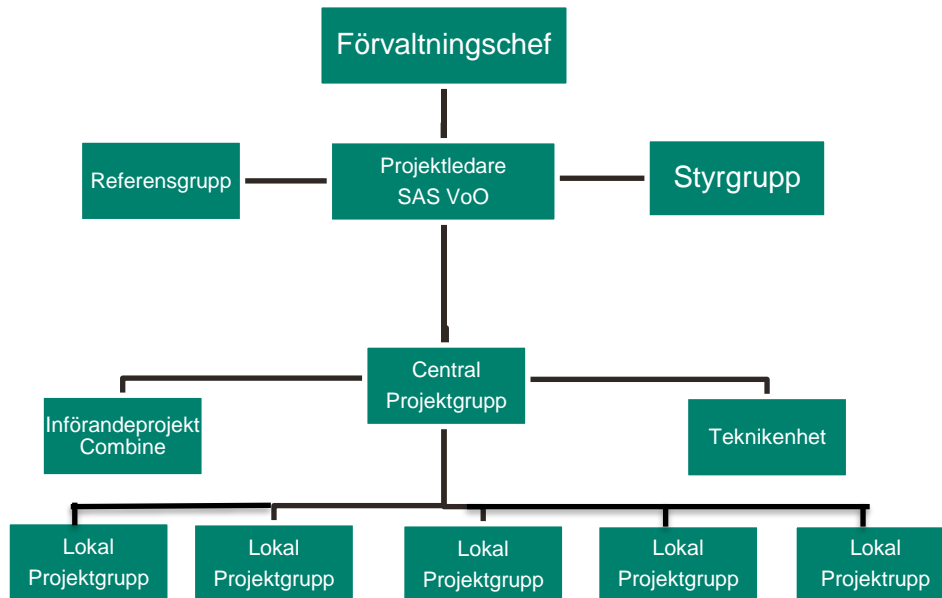 Förvaltningschef
Referensgrupp
Projektledare
SAS VoO
Styrgrupp
Central
Projektgrupp
Införandeprojekt
Combine
Teknikenhet
Lokal
Projektgrupp
Lokal
Projektgrupp
Lokal
Projektgrupp
Lokal
Projektgrupp
Lokal
Projektrupp